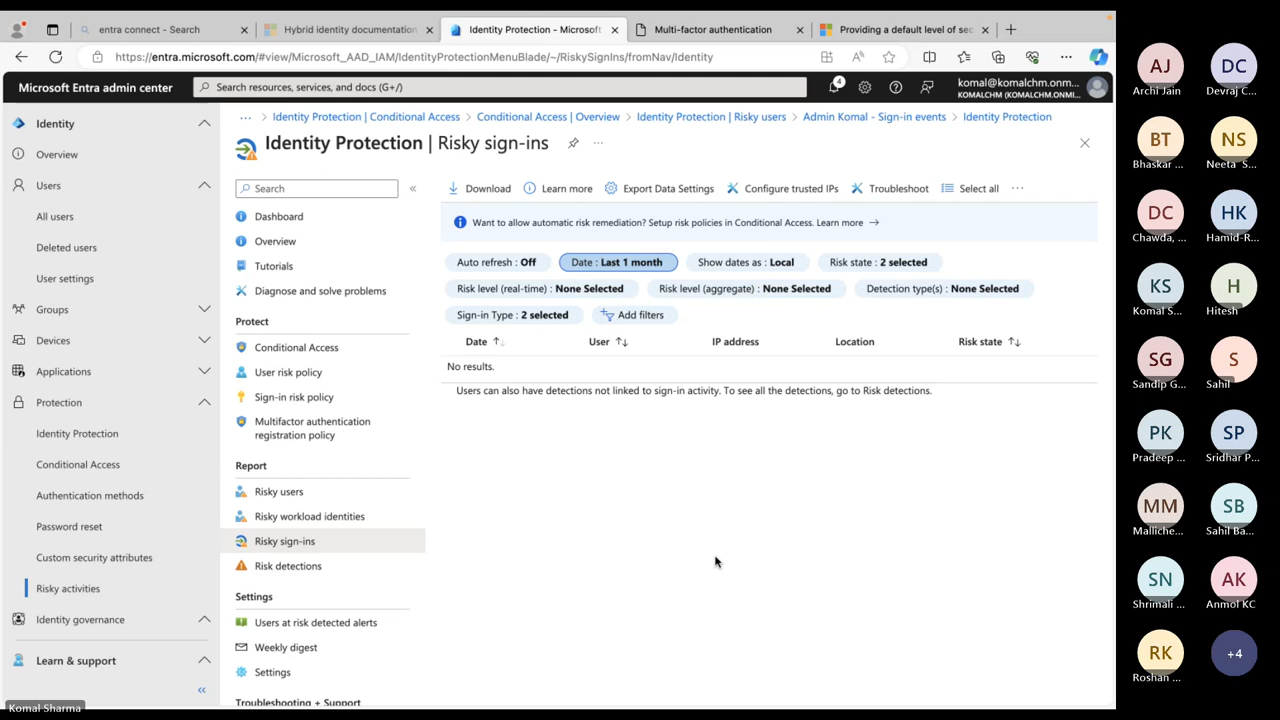 entra connect - Search
Hybrid identity documentation
Identity Protection - Microsoft
Multi-factor authentication
Providing a default level of sec
https://entra.microsoft.com/#view/Microsoft_AAD_IAM/IdentityProtectionMenuBlade/~/RiskySignIns/fromNav/Identity
Microsoft Entra admin center
Search resources, services, and docs (G+/)
4
komal@komalchm.onm...
KOMALCHM (KOMALCHM.ONMI...
Identity
Overview
Users
All users
Deleted users
User settings
Groups
Devices
Applications
Protection
Identity Protection
Conditional Access
Authentication methods
Password reset
Custom security attributes
Risky activities
Identity governance
Learn & support
Komal Sharma
... > Identity Protection | Conditional Access > Conditional Access | Overview > Identity Protection | Risky users > Admin Komal - Sign-in events > Identity Protection
Identity Protection | Risky sign-ins
Search
Dashboard
Overview
Tutorials
Diagnose and solve problems
Protect
Conditional Access
User risk policy
Sign-in risk policy
Multifactor authentication
registration policy
Report
Risky users
Risky workload identities
Risky sign-ins
Risk detections
Settings
Users at risk detected alerts
Weekly digest
Settings
Troubleshooting + Support
Download
Learn more
Export Data Settings
Configure trusted IPs
Troubleshoot
Select all
Want to allow automatic risk remediation? Setup risk policies in Conditional Access. Learn more →
Auto refresh : Off
Date : Last 1 month
Show dates as : Local
Risk state : 2 selected
Risk level (real-time) : None Selected
Risk level (aggregate) : None Selected
Detection type(s) : None Selected
Sign-in Type : 2 selected
Add filters
Date
User
IP address
Location
Risk state
No results.
Users can also have detections not linked to sign-in activity. To see all the detections, go to Risk detections.
AJ
Archi Jain
DC
Devraj C...
BT
Bhaskar ...
NS
Neeta S...
DC
Chawda, ...
HK
Hamid-R...
KS
Komal S...
H
Hitesh
SG
Sandip G...
S
Sahil
PK
Pradeep ...
SP
Sridhar P...
MM
Malliche...
SB
Sahil Ba...
SN
Shrimali ...
AK
Anmol KC
RK
Roshan ...
+4